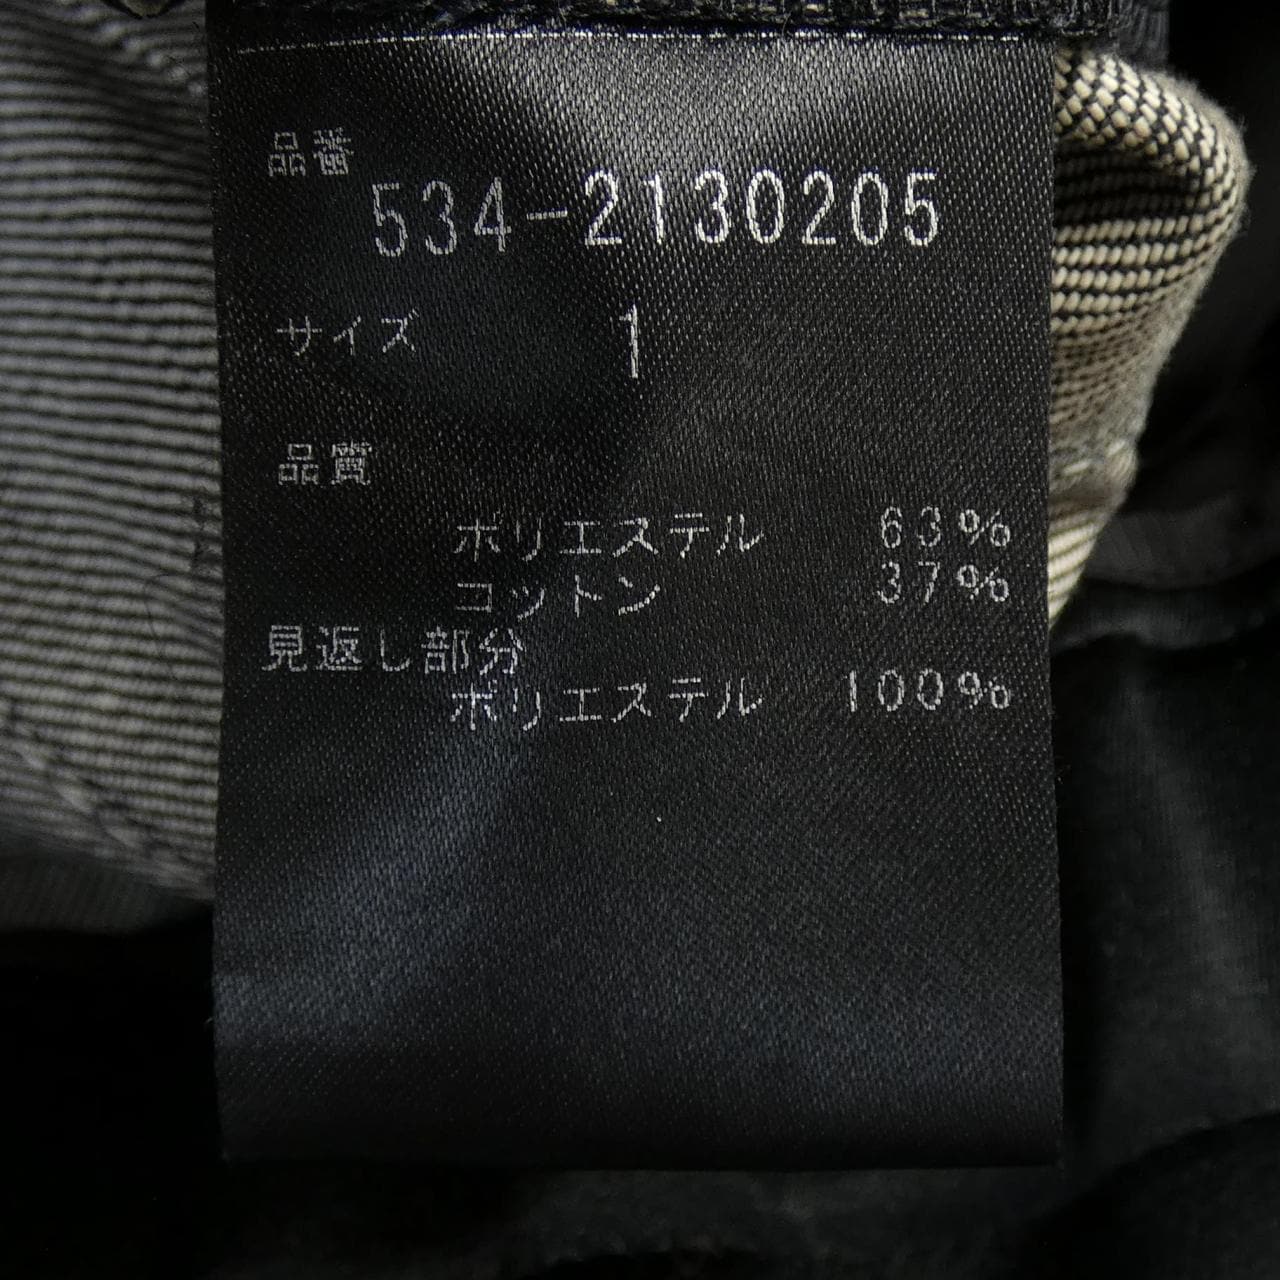 品番
534-2130205
サイズ 1
品質
ポリエステル 63%
コットン 37%
見返し部分
ポリエステル 100%